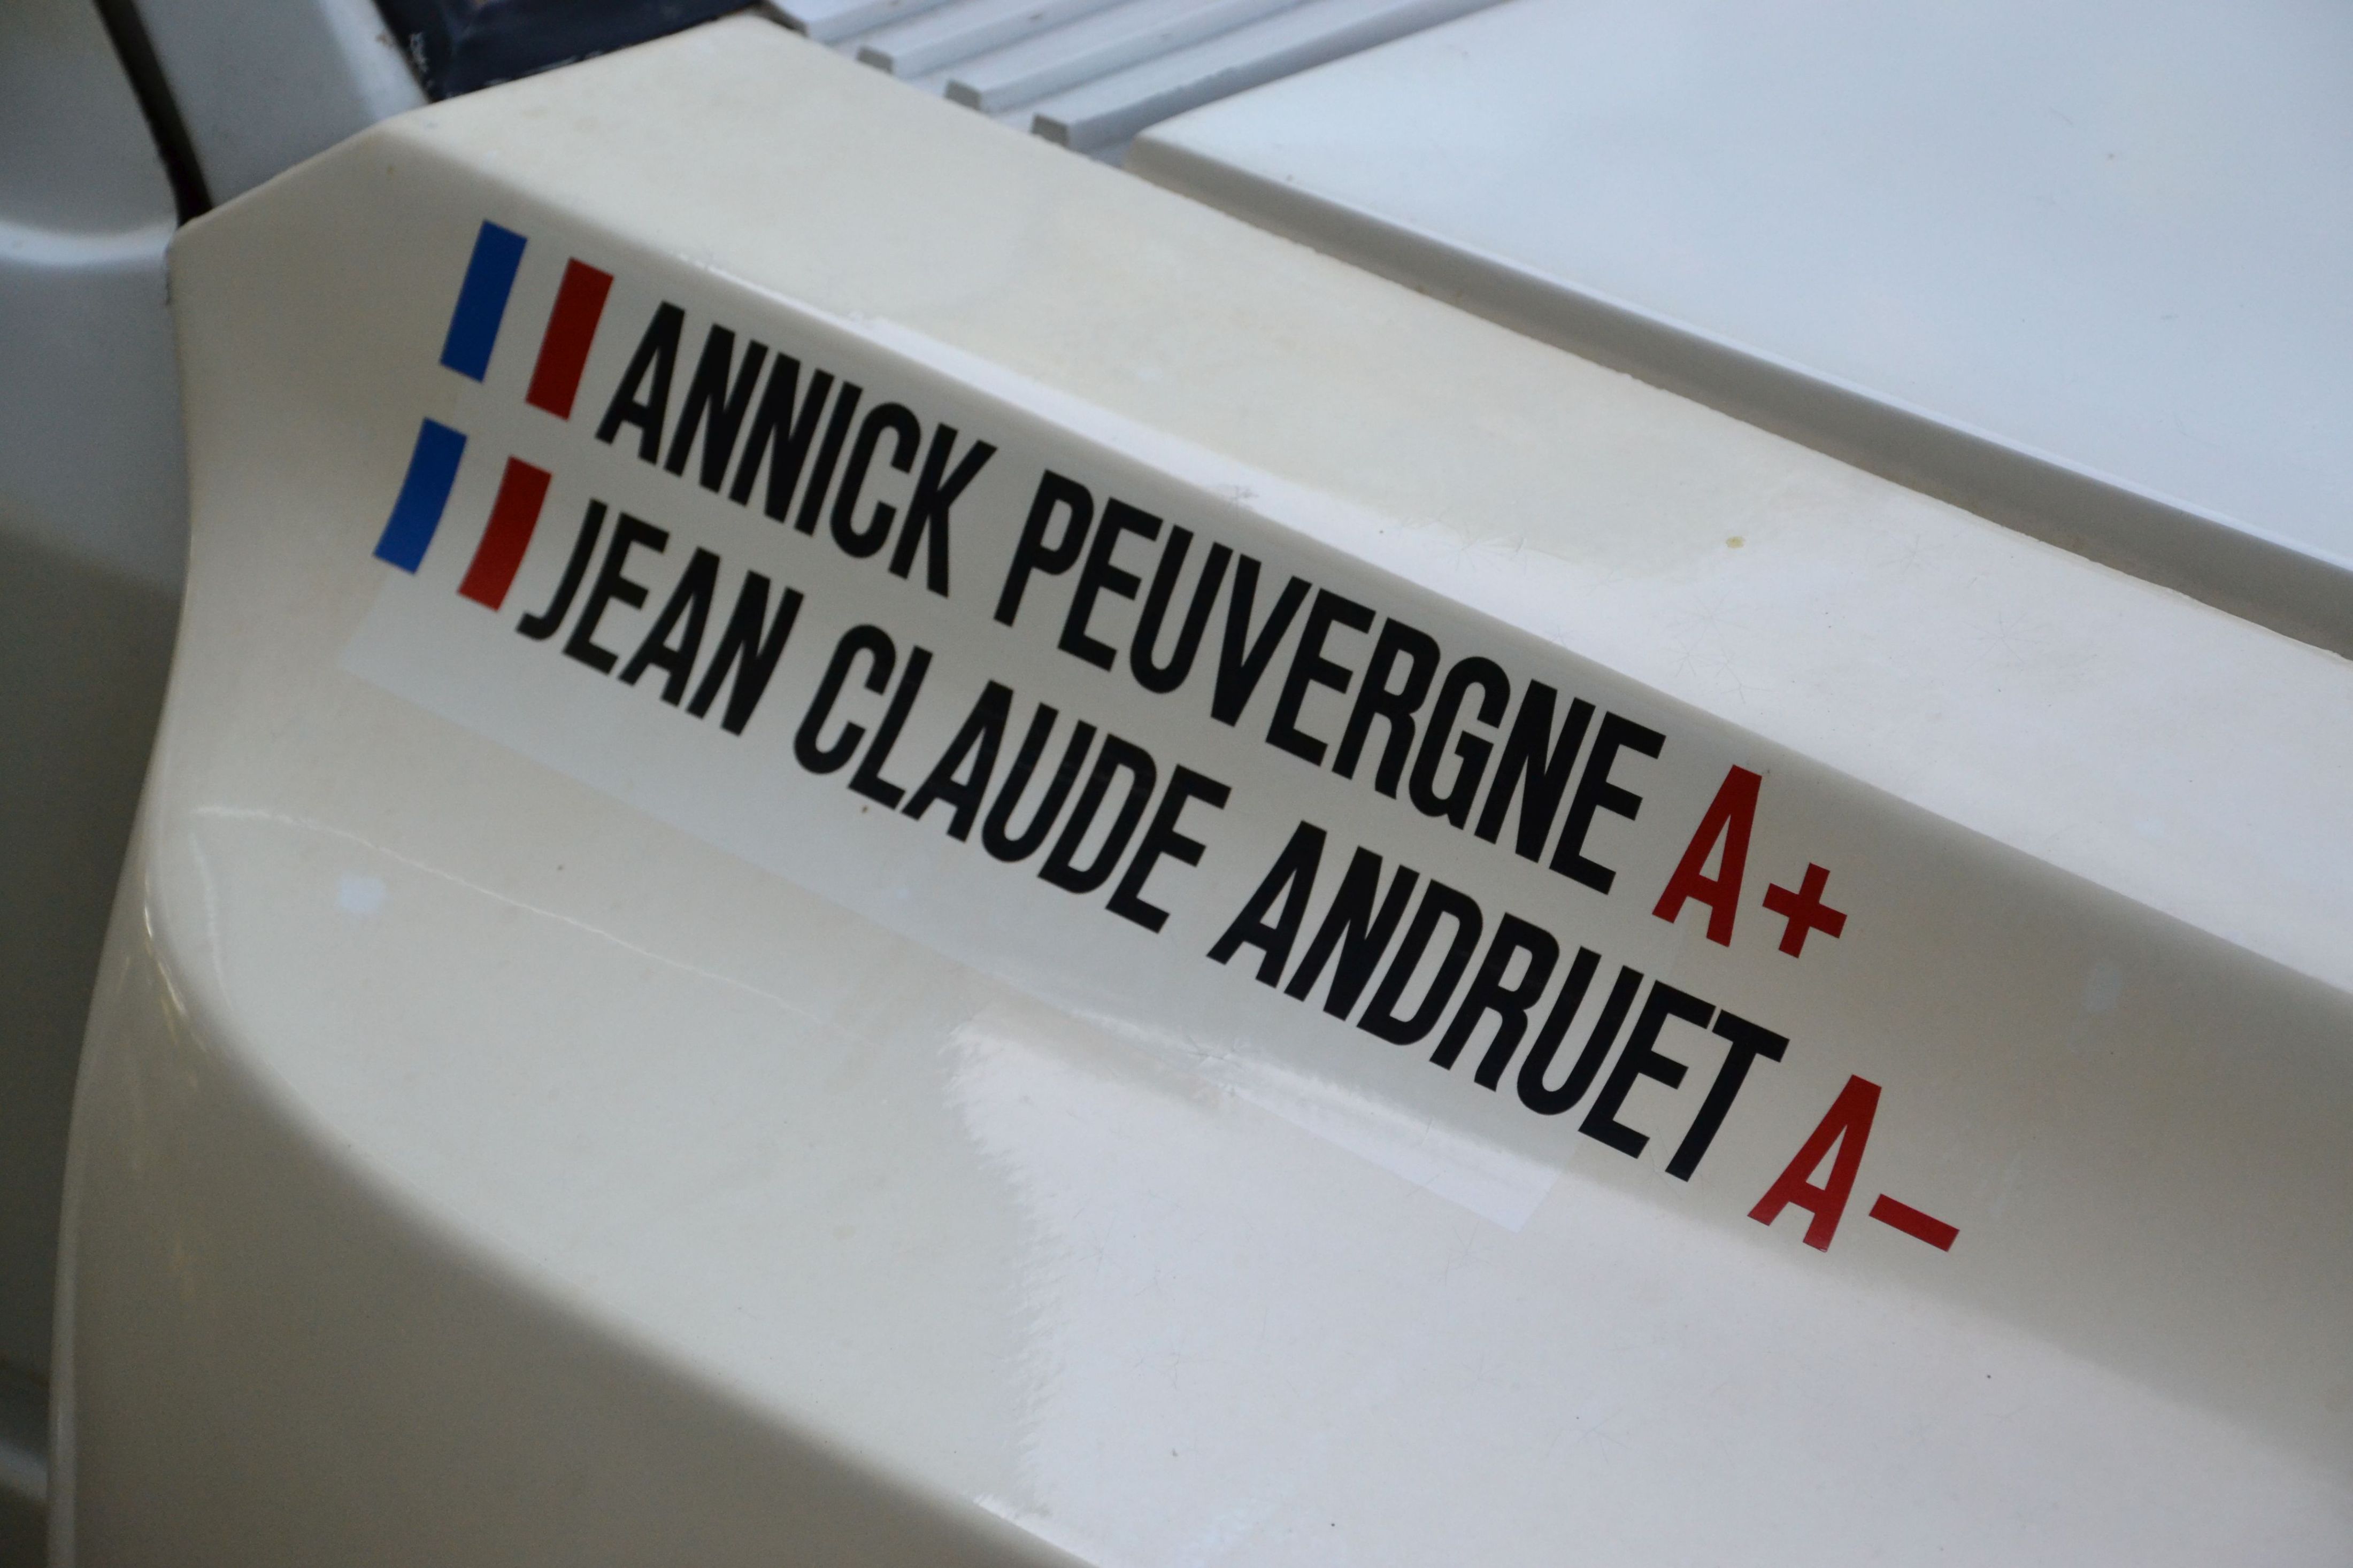 ANNICK PEUVERGNE A+
JEAN CLAUDE ANDRUET A-